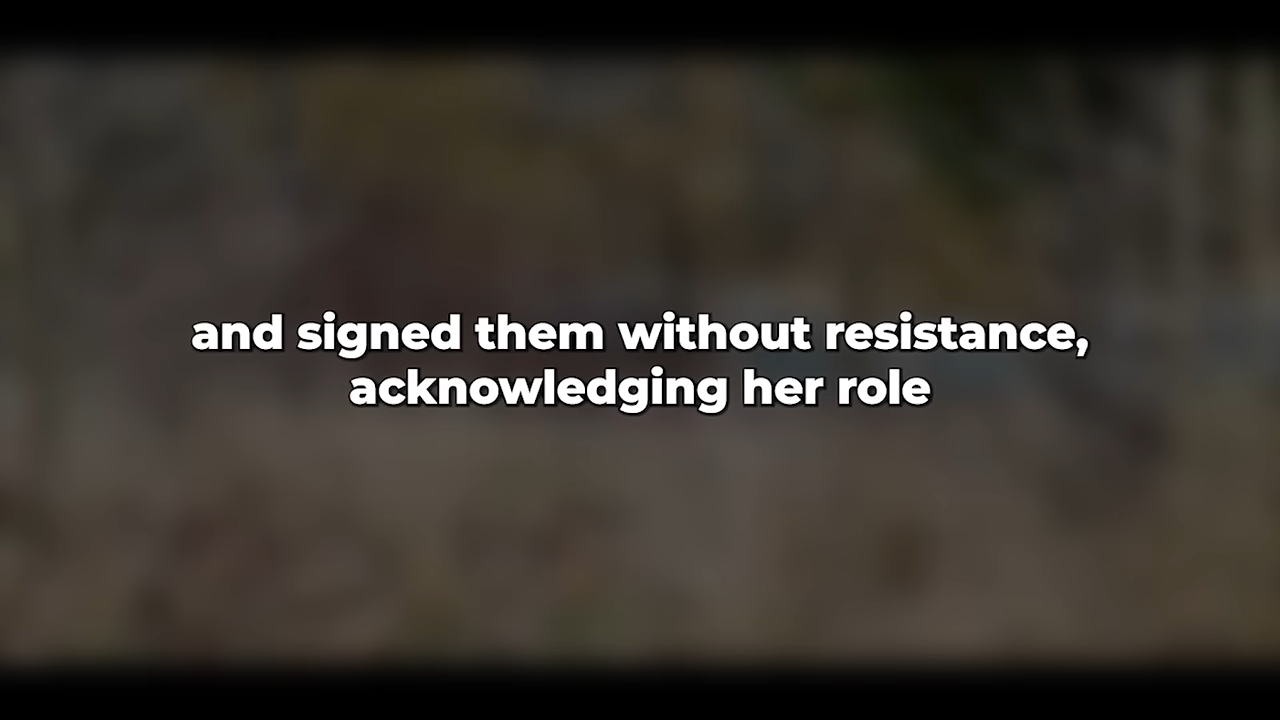 and signed them without resistance,
acknowledging her role